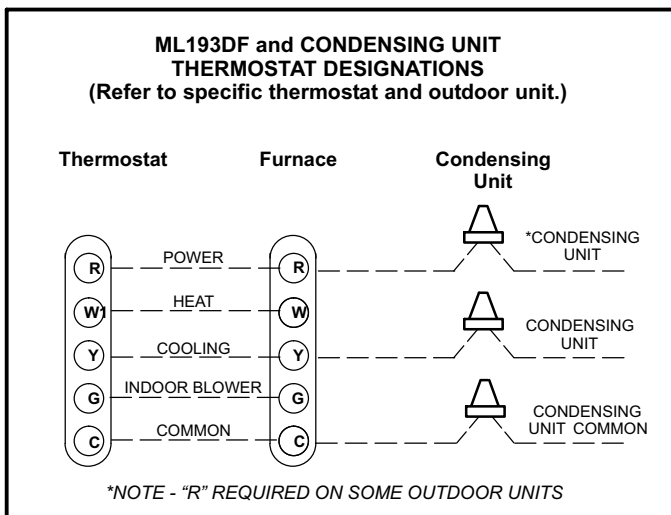 ML193DF and CONDENSING UNIT
THERMOSTAT DESIGNATIONS
(Refer to specific thermostat and outdoor unit.)
Thermostat
Furnace
Condensing
Unit
R
POWER
R
*CONDENSING
UNIT
W1
HEAT
W
Y
COOLING
Y
CONDENSING
UNIT
G
INDOOR BLOWER
G
C
COMMON
C
CONDENSING
UNIT COMMON
*NOTE - “R” REQUIRED ON SOME OUTDOOR UNITS